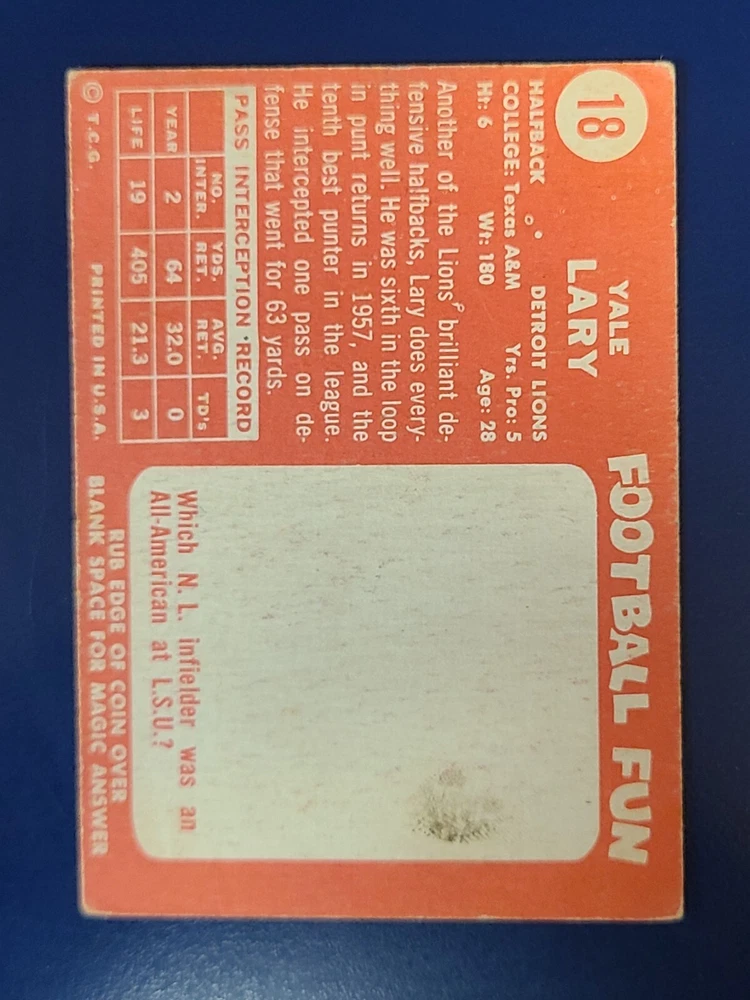 18
YALE
LARY
HALFBACK DETROIT LIONS
COLLEGE: Texas A&M Yrs. Pro: 5
Ht: 6 Wt: 180 Age: 28
Another of the Lions' brilliant de-
fensive halfbacks, Lary does every-
thing well. He was sixth in the loop
in punt returns in 1957, and the
tenth best punter in the league.
He intercepted one pass on de-
fense that went for 63 yards.
PASS INTERCEPTION RECORD
NO. INTER. YDS. RET. AVG. RET. TD's
YEAR 2 64 32.0 0
LIFE 19 405 21.3 3
© T.C.G. PRINTED IN U.S.A.
FOOTBALL FUN
Which N. L. infielder was an
All-American at L.S.U.?
RUB EDGE OF COIN OVER
BLANK SPACE FOR MAGIC ANSWER